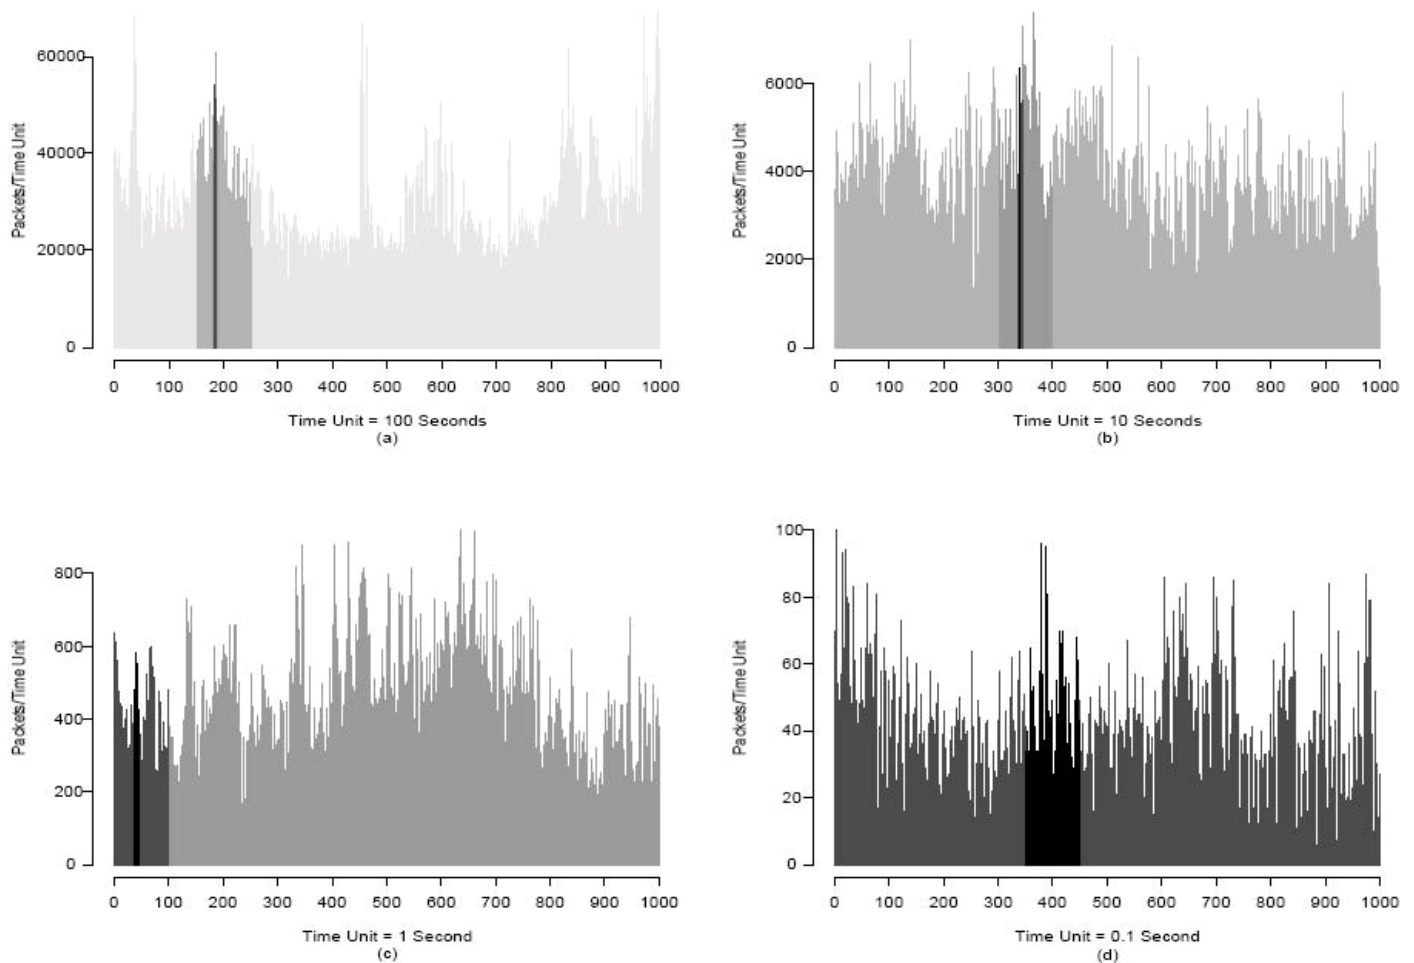 60000
40000
20000
0
Packets/Time Unit
0 100 200 300 400 500 600 700 800 900 1000
Time Unit = 100 Seconds
(a)
6000
4000
2000
0
Packets/Time Unit
0 100 200 300 400 500 600 700 800 900 1000
Time Unit = 10 Seconds
(b)
800
600
400
200
0
Packets/Time Unit
0 100 200 300 400 500 600 700 800 900 1000
Time Unit = 1 Second
(c)
100
80
60
40
20
0
Packets/Time Unit
0 100 200 300 400 500 600 700 800 900 1000
Time Unit = 0.1 Second
(d)